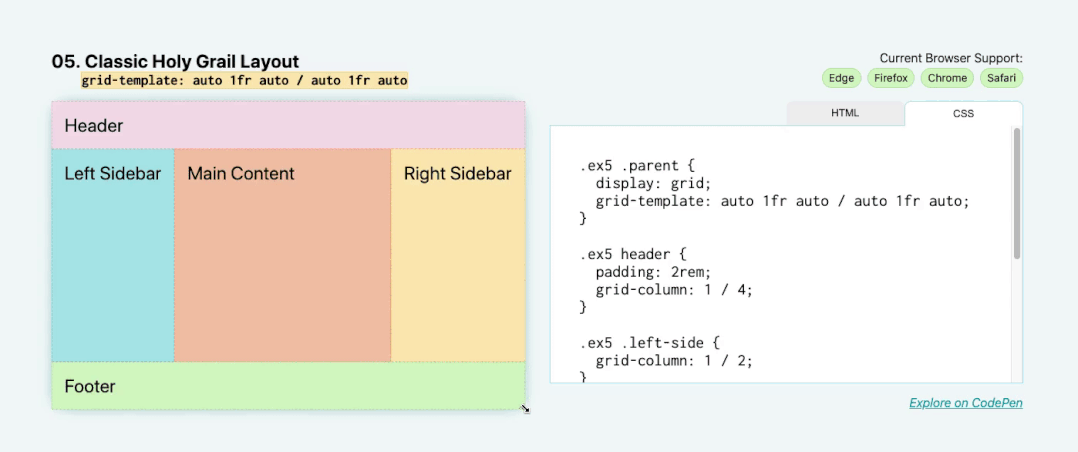 05. Classic Holy Grail Layout
grid-template: auto 1fr auto / auto 1fr auto
Header
Left Sidebar
Main Content
Right Sidebar
Footer
Current Browser Support:
Edge
Firefox
Chrome
Safari
HTML
CSS
.ex5 .parent {
  display: grid;
  grid-template: auto 1fr auto / auto 1fr auto;
}
.ex5 header {
  padding: 2rem;
  grid-column: 1 / 4;
}
.ex5 .left-side {
  grid-column: 1 / 2;
}
Explore on CodePen